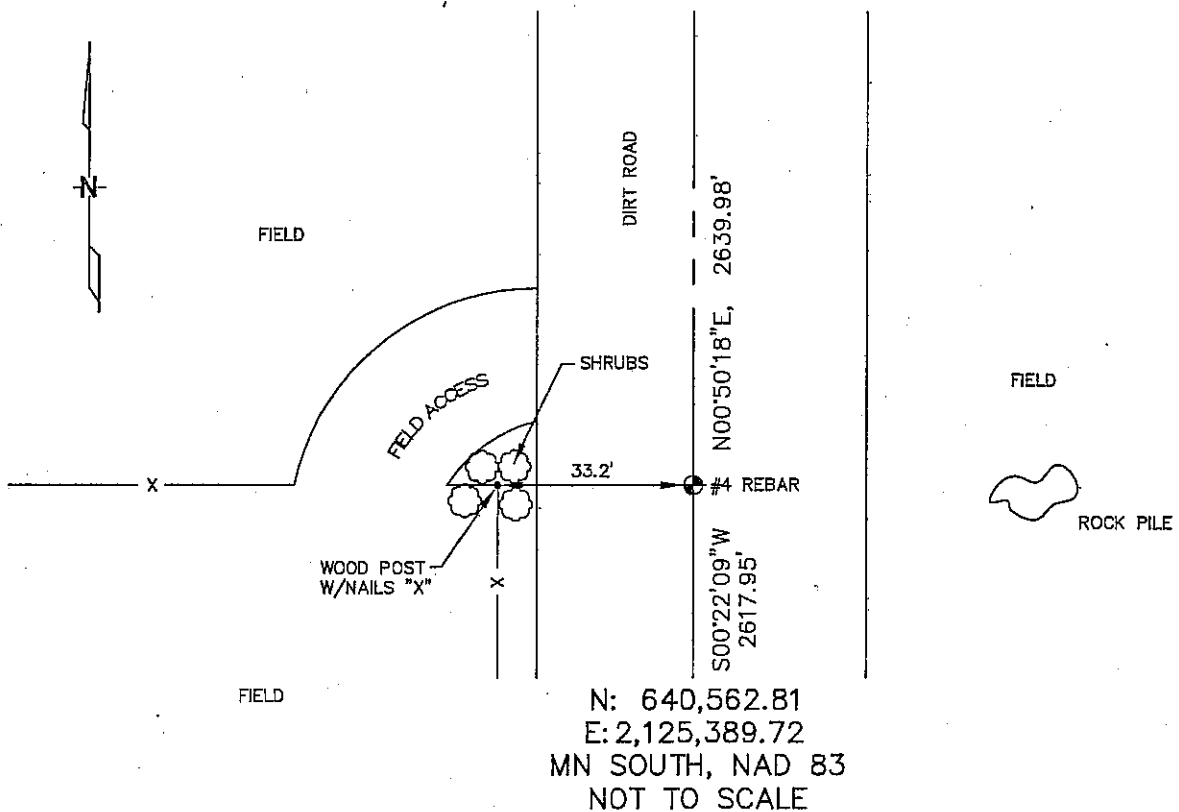 N
FIELD
DIRT ROAD
N00°50'18"E, 2639.98'
SHRUBS
FIELD ACCESS
FIELD
X
33.2'
#4 REBAR
ROCK PILE
WOOD POST
W/NAILS "X"
X
S00°22'09"W
2617.95'
FIELD
N: 640,562.81
E: 2,125,389.72
MN SOUTH, NAD 83
NOT TO SCALE